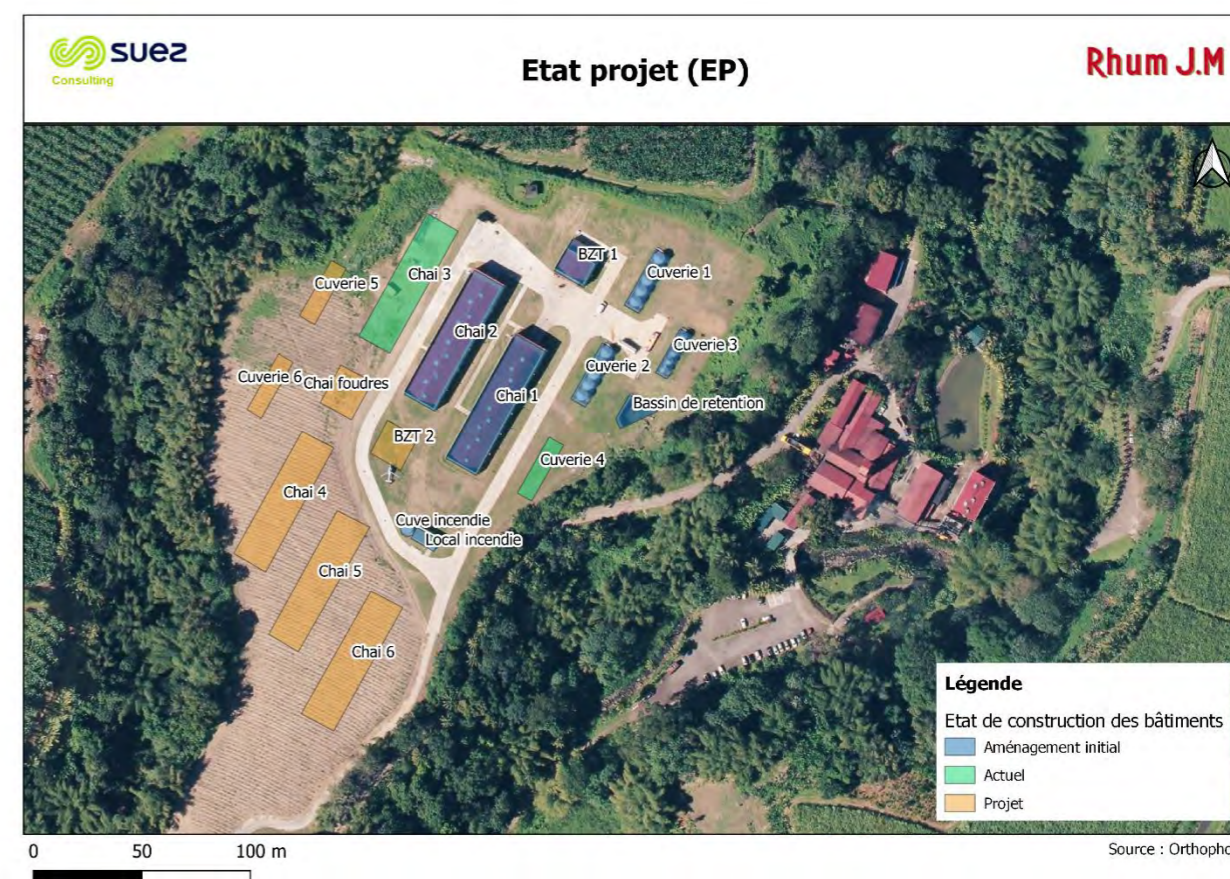 suez
Consulting
Etat projet (EP)
Rhum J.M
BZT 1
Cuverie 1
Chai 3
Cuverie 5
Chai 2
Cuverie 3
Cuverie 2
Cuverie 6
Chai foudres
Chai 1
Bassin de retention
BZT 2
Cuverie 4
Chai 4
Cuve incendie
Local incendie
Chai 5
Chai 6
Légende
Etat de construction des bâtiments
Aménagement initial
Actuel
Projet
0 50 100 m
Source : Orthopho